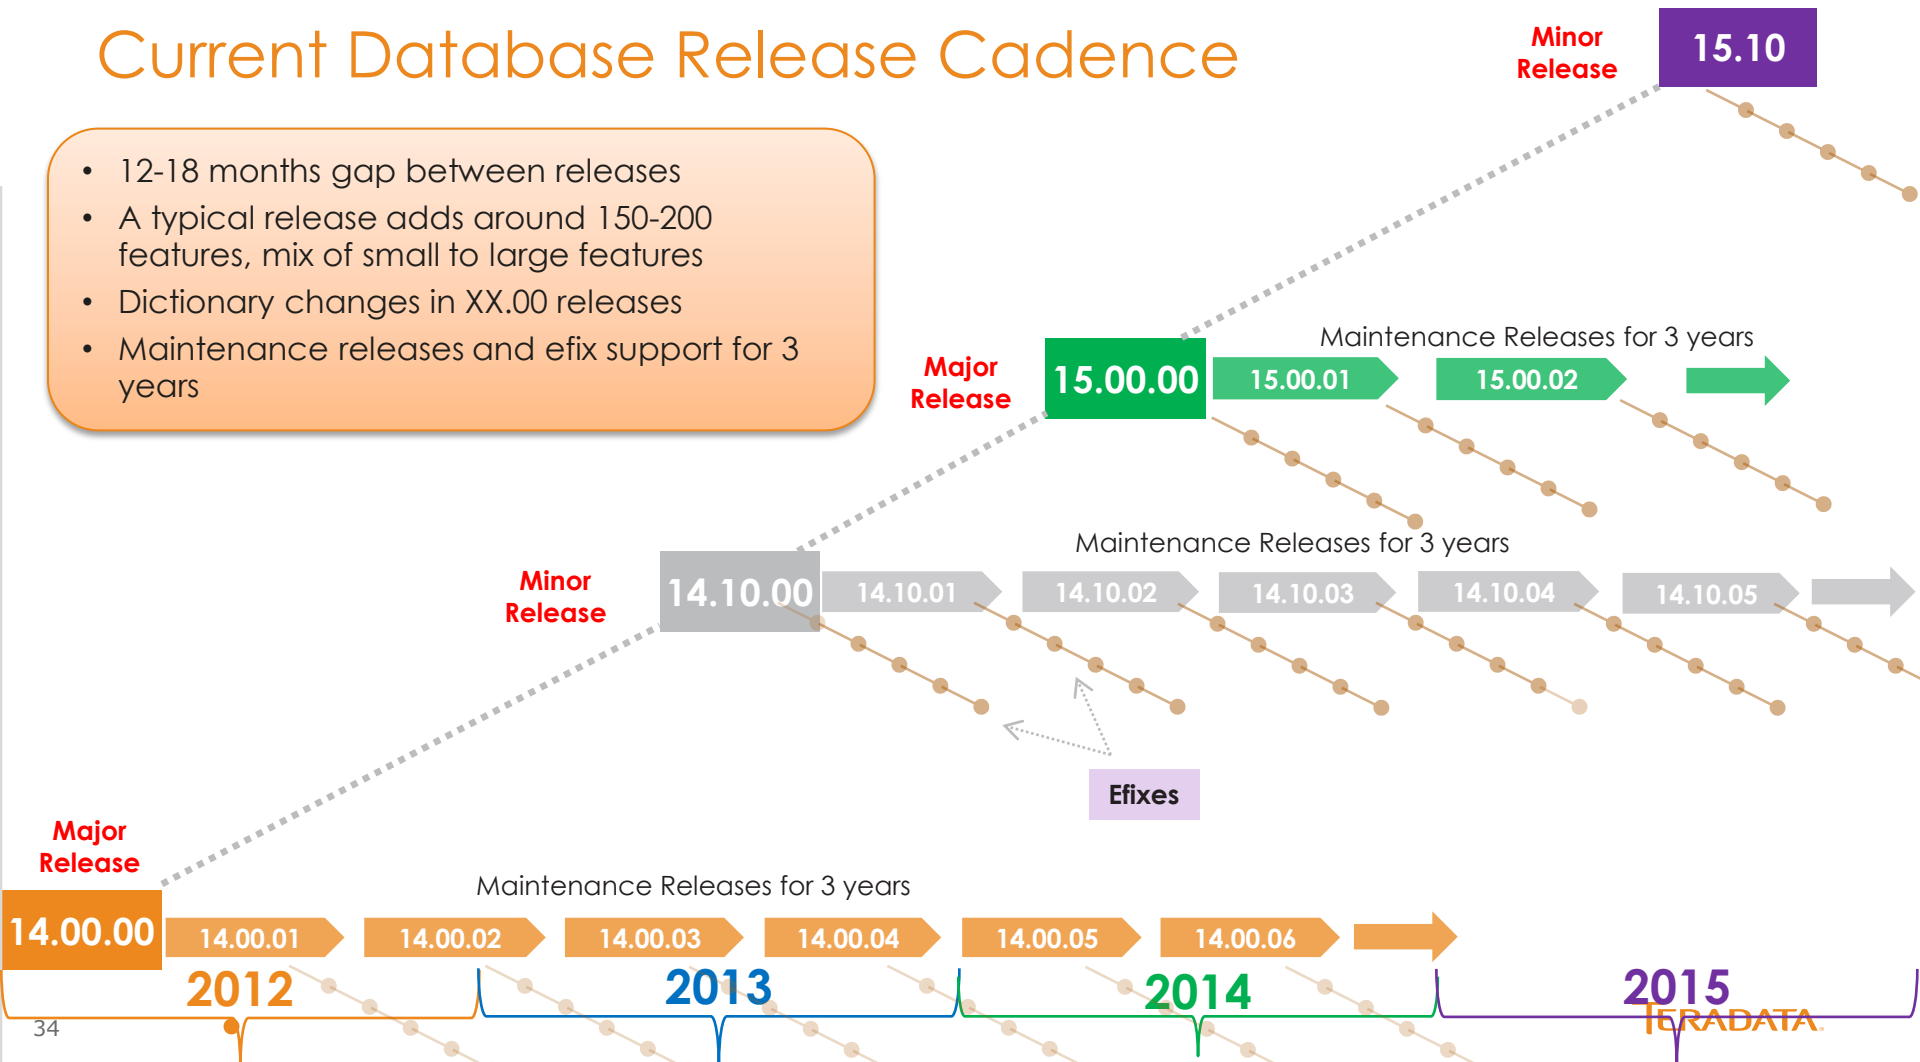 Current Database Release Cadence
Minor
Release
15.10
• 12-18 months gap between releases
• A typical release adds around 150-200
features, mix of small to large features
• Dictionary changes in XX.00 releases
• Maintenance releases and efix support for 3
years
Major
Release
15.00.00
Maintenance Releases for 3 years
15.00.01
15.00.02
Minor
Release
14.10.00
Maintenance Releases for 3 years
14.10.01
14.10.02
14.10.03
14.10.04
14.10.05
Efixes
Major
Release
14.00.00
Maintenance Releases for 3 years
14.00.01
14.00.02
14.00.03
14.00.04
14.00.05
14.00.06
2012
2013
2014
2015
34
TERADATA